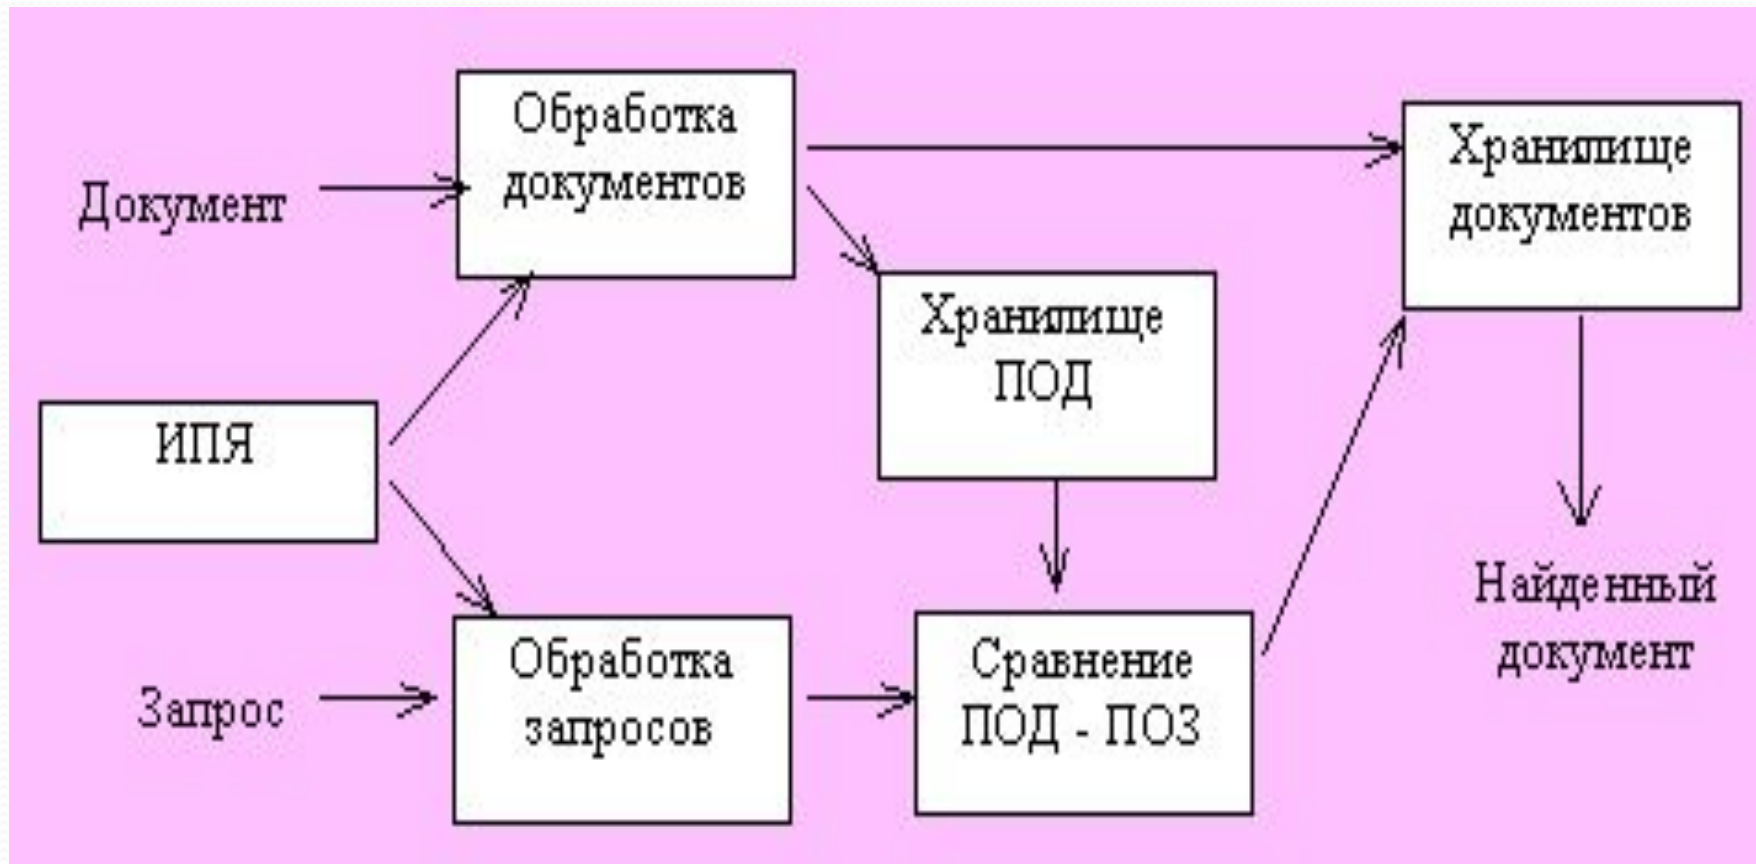 Обработка
документов
Хранилище
документов
Документ
Хранилище
ПОД
ИПЯ
Найденный
документ
Обработка
запросов
Сравнение
ПОД - ПОЗ
Запрос